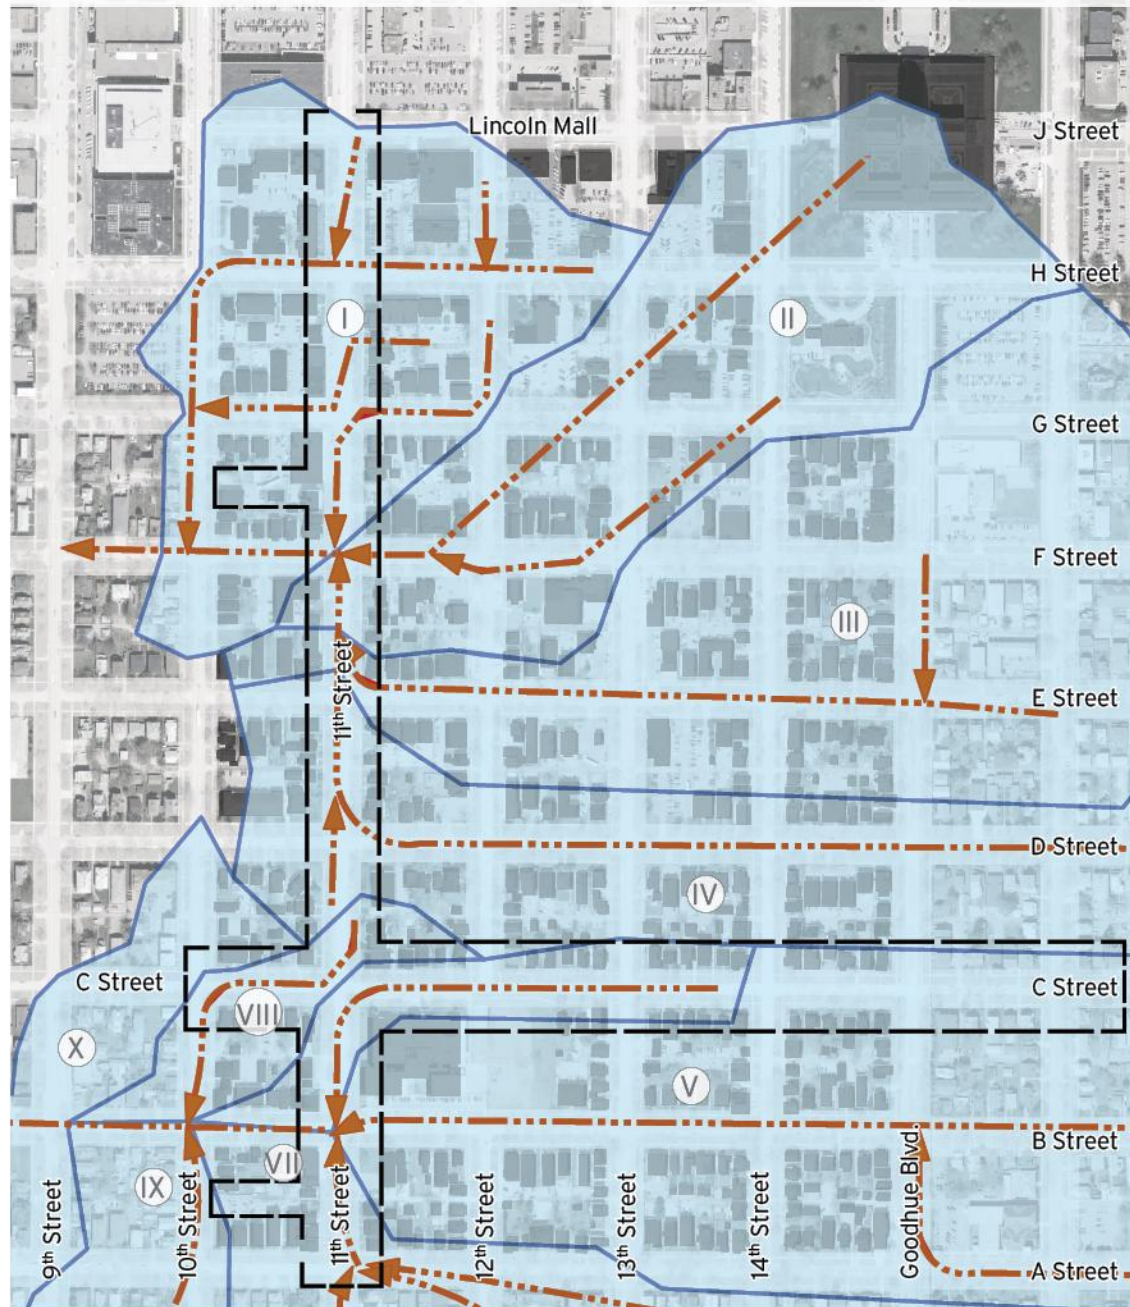 Lincoln Mall
J Street
H Street
I
II
G Street
F Street
III
11th Street
E Street
D Street
IV
C Street
C Street
VIII
X
V
B Street
VII
IX
9th Street
10th Street
11th Street
12th Street
13th Street
14th Street
Goodhue Blvd.
A Street